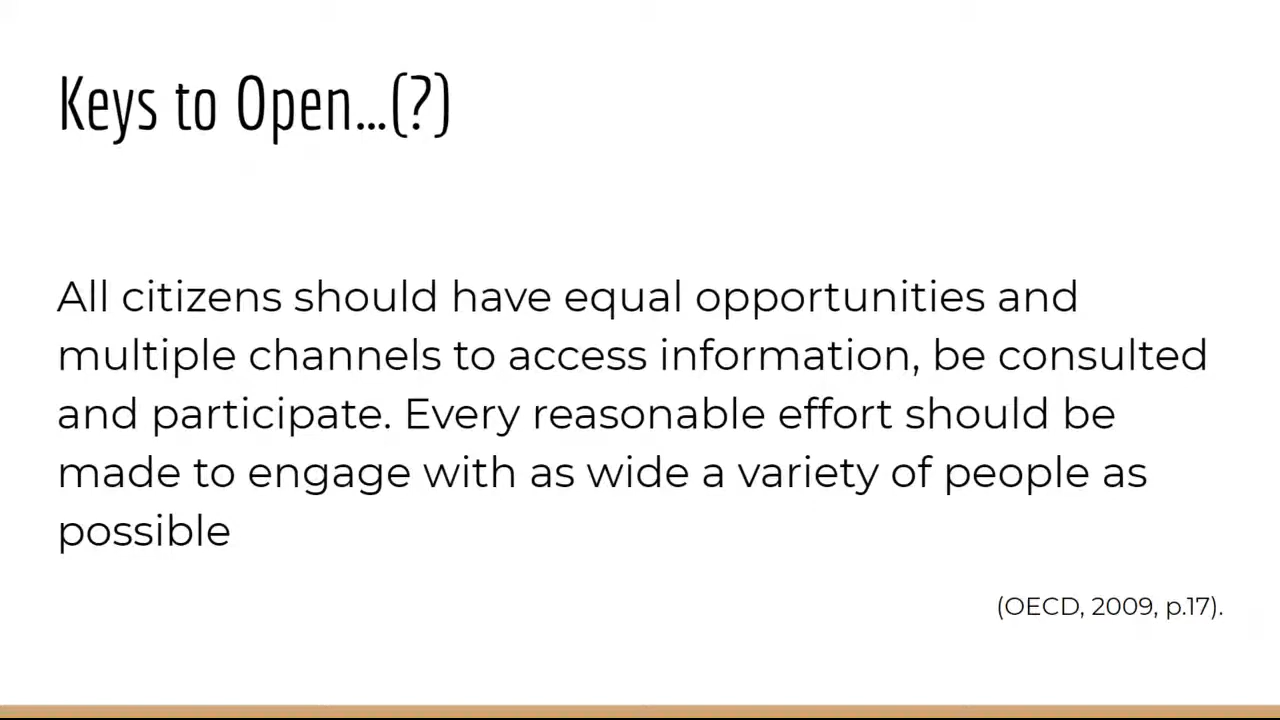 Keys to Open...(?)
All citizens should have equal opportunities and
multiple channels to access information, be consulted
and participate. Every reasonable effort should be
made to engage with as wide a variety of people as
possible
(OECD, 2009, p.17).